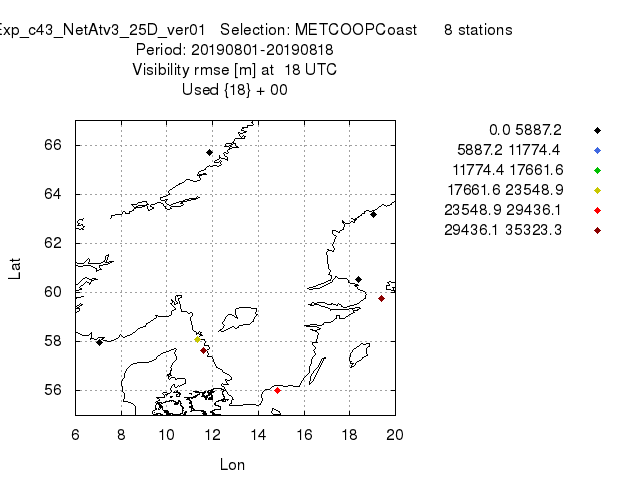 Exp_c43_NetAtv3_25D_ver01 Selection: METCOOPCoast 8 stations
Period: 20190801-20190818
Visibility rmse [m] at 18 UTC
Used {18} + 00
0.0 5887.2
5887.2 11774.4
11774.4 17661.6
17661.6 23548.9
23548.9 29436.1
29436.1 35323.3
66
64
62
60
58
56
Lat
6 8 10 12 14 16 18 20
Lon